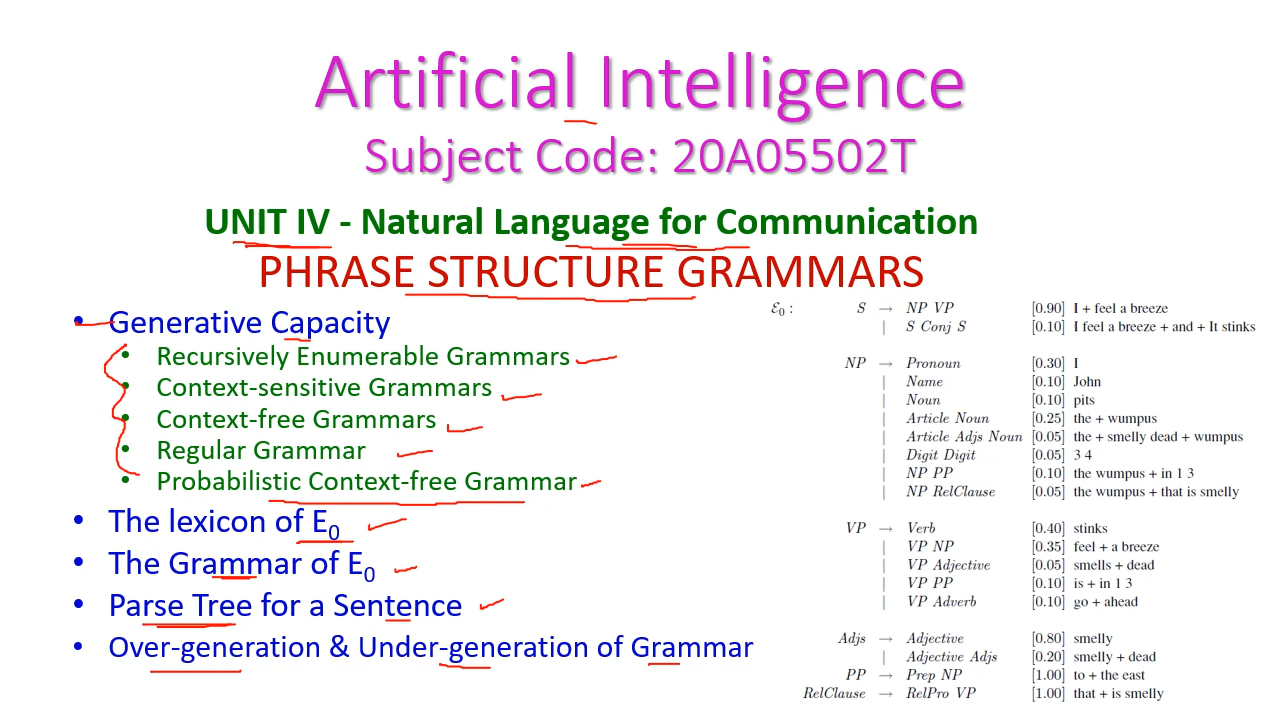 Artificial Intelligence
Subject Code: 20A05502T
UNIT IV - Natural Language for Communication
PHRASE STRUCTURE GRAMMARS
• Generative Capacity
• Recursively Enumerable Grammars
• Context-sensitive Grammars
• Context-free Grammars
• Regular Grammar
• Probabilistic Context-free Grammar
• The lexicon of E0
• The Grammar of E0
• Parse Tree for a Sentence
• Over-generation & Under-generation of Grammar
ℰ0 : S → NP VP [0.90] I + feel a breeze
| S Conj S [0.10] I feel a breeze + and + It stinks
NP → Pronoun [0.30] I
| Name [0.10] John
| Noun [0.10] pits
| Article Noun [0.25] the + wumpus
| Article Adjs Noun [0.05] the + smelly dead + wumpus
| Digit Digit [0.05] 3 4
| NP PP [0.10] the wumpus + in 1 3
| NP RelClause [0.05] the wumpus + that is smelly
VP → Verb [0.40] stinks
| VP NP [0.35] feel + a breeze
| VP Adjective [0.05] smells + dead
| VP PP [0.10] is + in 1 3
| VP Adverb [0.10] go + ahead
Adjs → Adjective [0.80] smelly
| Adjective Adjs [0.20] smelly + dead
PP → Prep NP [1.00] to + the east
RelClause → RelPro VP [1.00] that + is smelly